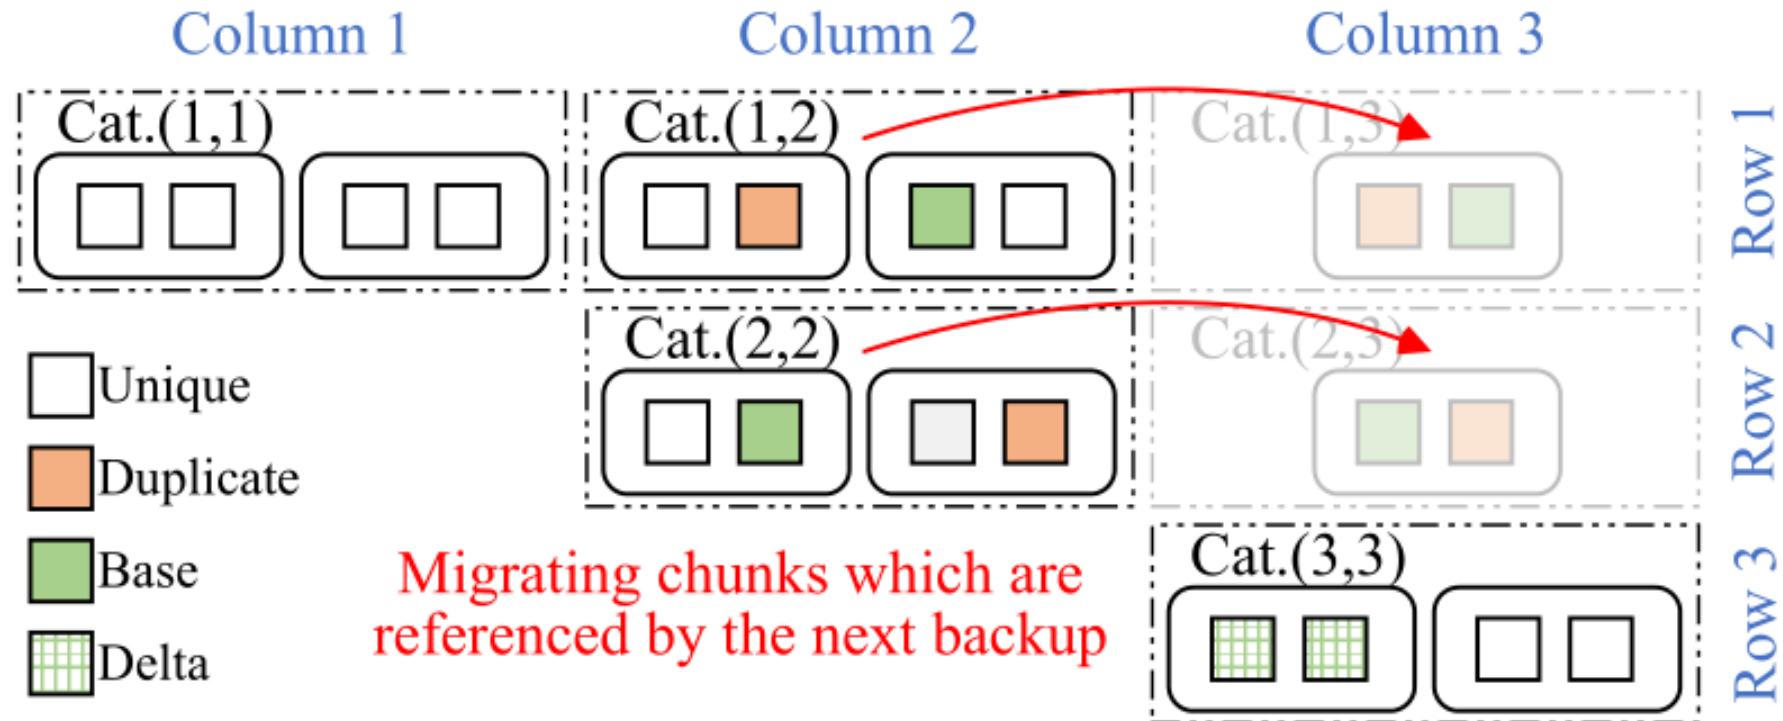 Column 1
Column 2
Column 3
Cat.(1,1)
Cat.(1,2)
Cat.(1,3)
Row 1
Cat.(2,2)
Cat.(2,3)
Row 2
Unique
Duplicate
Base
Delta
Migrating chunks which are
referenced by the next backup
Cat.(3,3)
Row 3